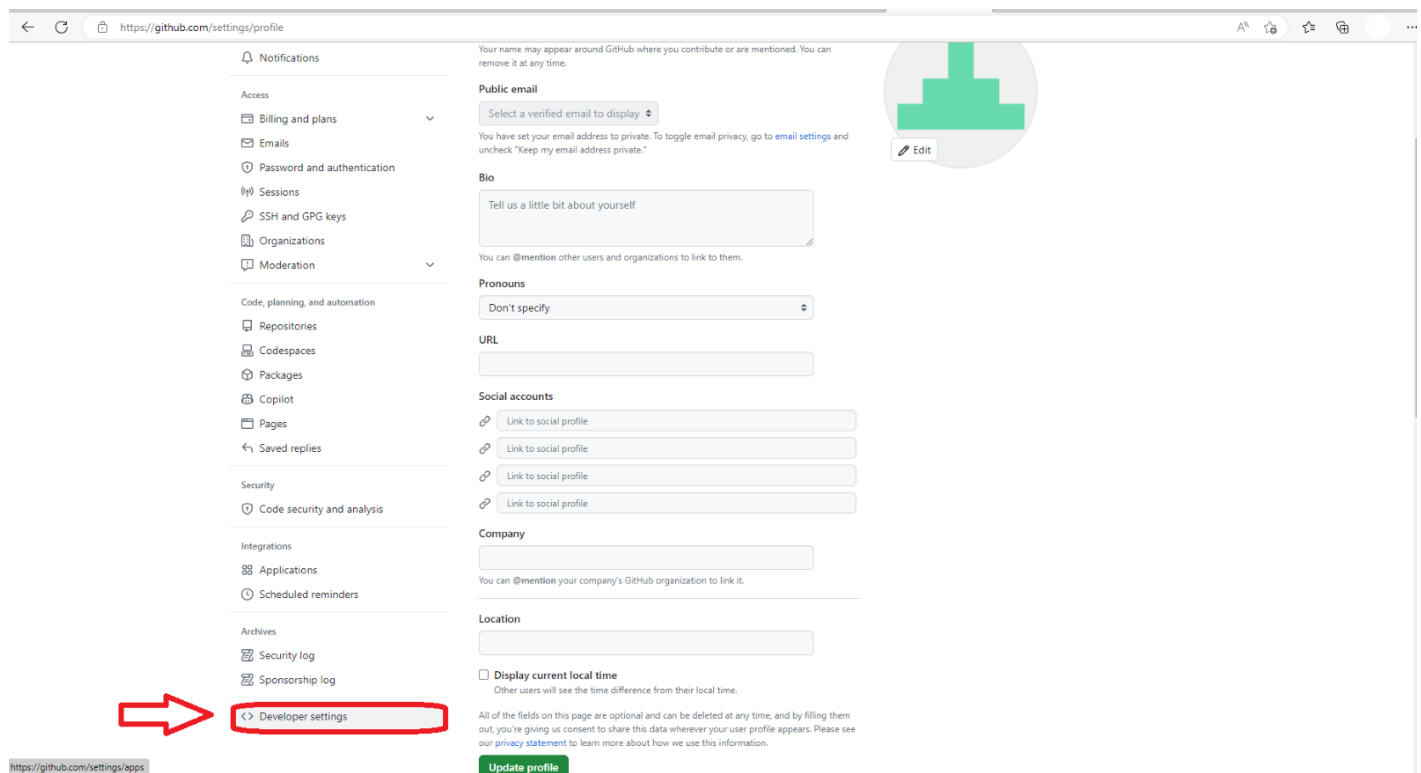 https://github.com/settings/profile
Notifications
Access
Billing and plans
Emails
Password and authentication
Sessions
SSH and GPG keys
Organizations
Moderation
Code, planning, and automation
Repositories
Codespaces
Packages
Copilot
Pages
Saved replies
Security
Code security and analysis
Integrations
Applications
Scheduled reminders
Archives
Security log
Sponsorship log
Developer settings
Your name may appear around GitHub where you contribute or are mentioned. You can
remove it at any time.
Public email
Select a verified email to display
You have set your email address to private. To toggle email privacy, go to email settings and
uncheck "Keep my email address private."
Bio
Tell us a little bit about yourself
You can @mention other users and organizations to link to them.
Pronouns
Don't specify
URL
Social accounts
Link to social profile
Link to social profile
Link to social profile
Link to social profile
Company
You can @mention your company's GitHub organization to link it.
Location
Display current local time
Other users will see the time difference from their local time.
All of the fields on this page are optional and can be deleted at any time, and by filling them
out, you're giving us consent to share this data wherever your user profile appears. Please see
our privacy statement to learn more about how we use this information.
Update profile
Edit
https://github.com/settings/apps